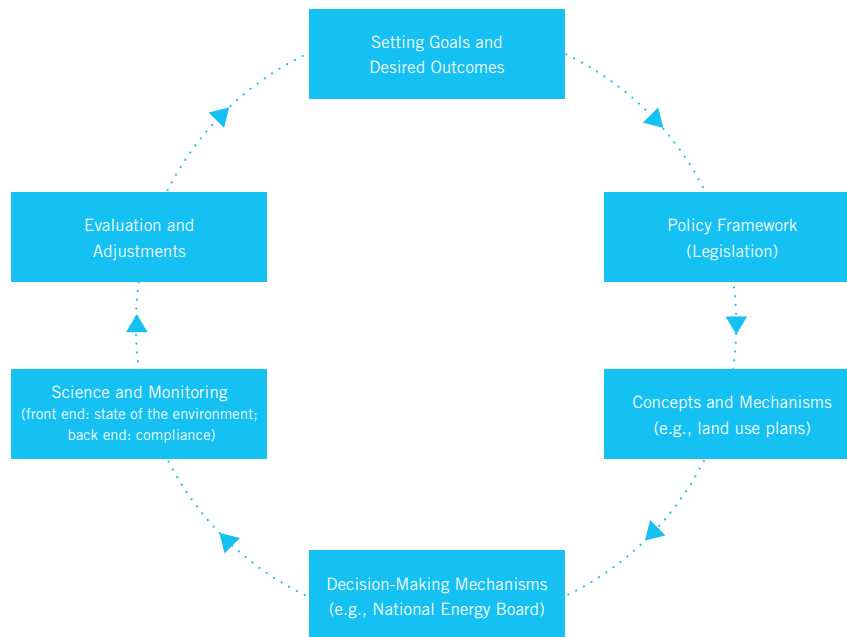 Setting Goals and
Desired Outcomes
Policy Framework
(Legislation)
Concepts and Mechanisms
(e.g., land use plans)
Decision-Making Mechanisms
(e.g., National Energy Board)
Science and Monitoring
(front end: state of the environment;
back end: compliance)
Evaluation and
Adjustments